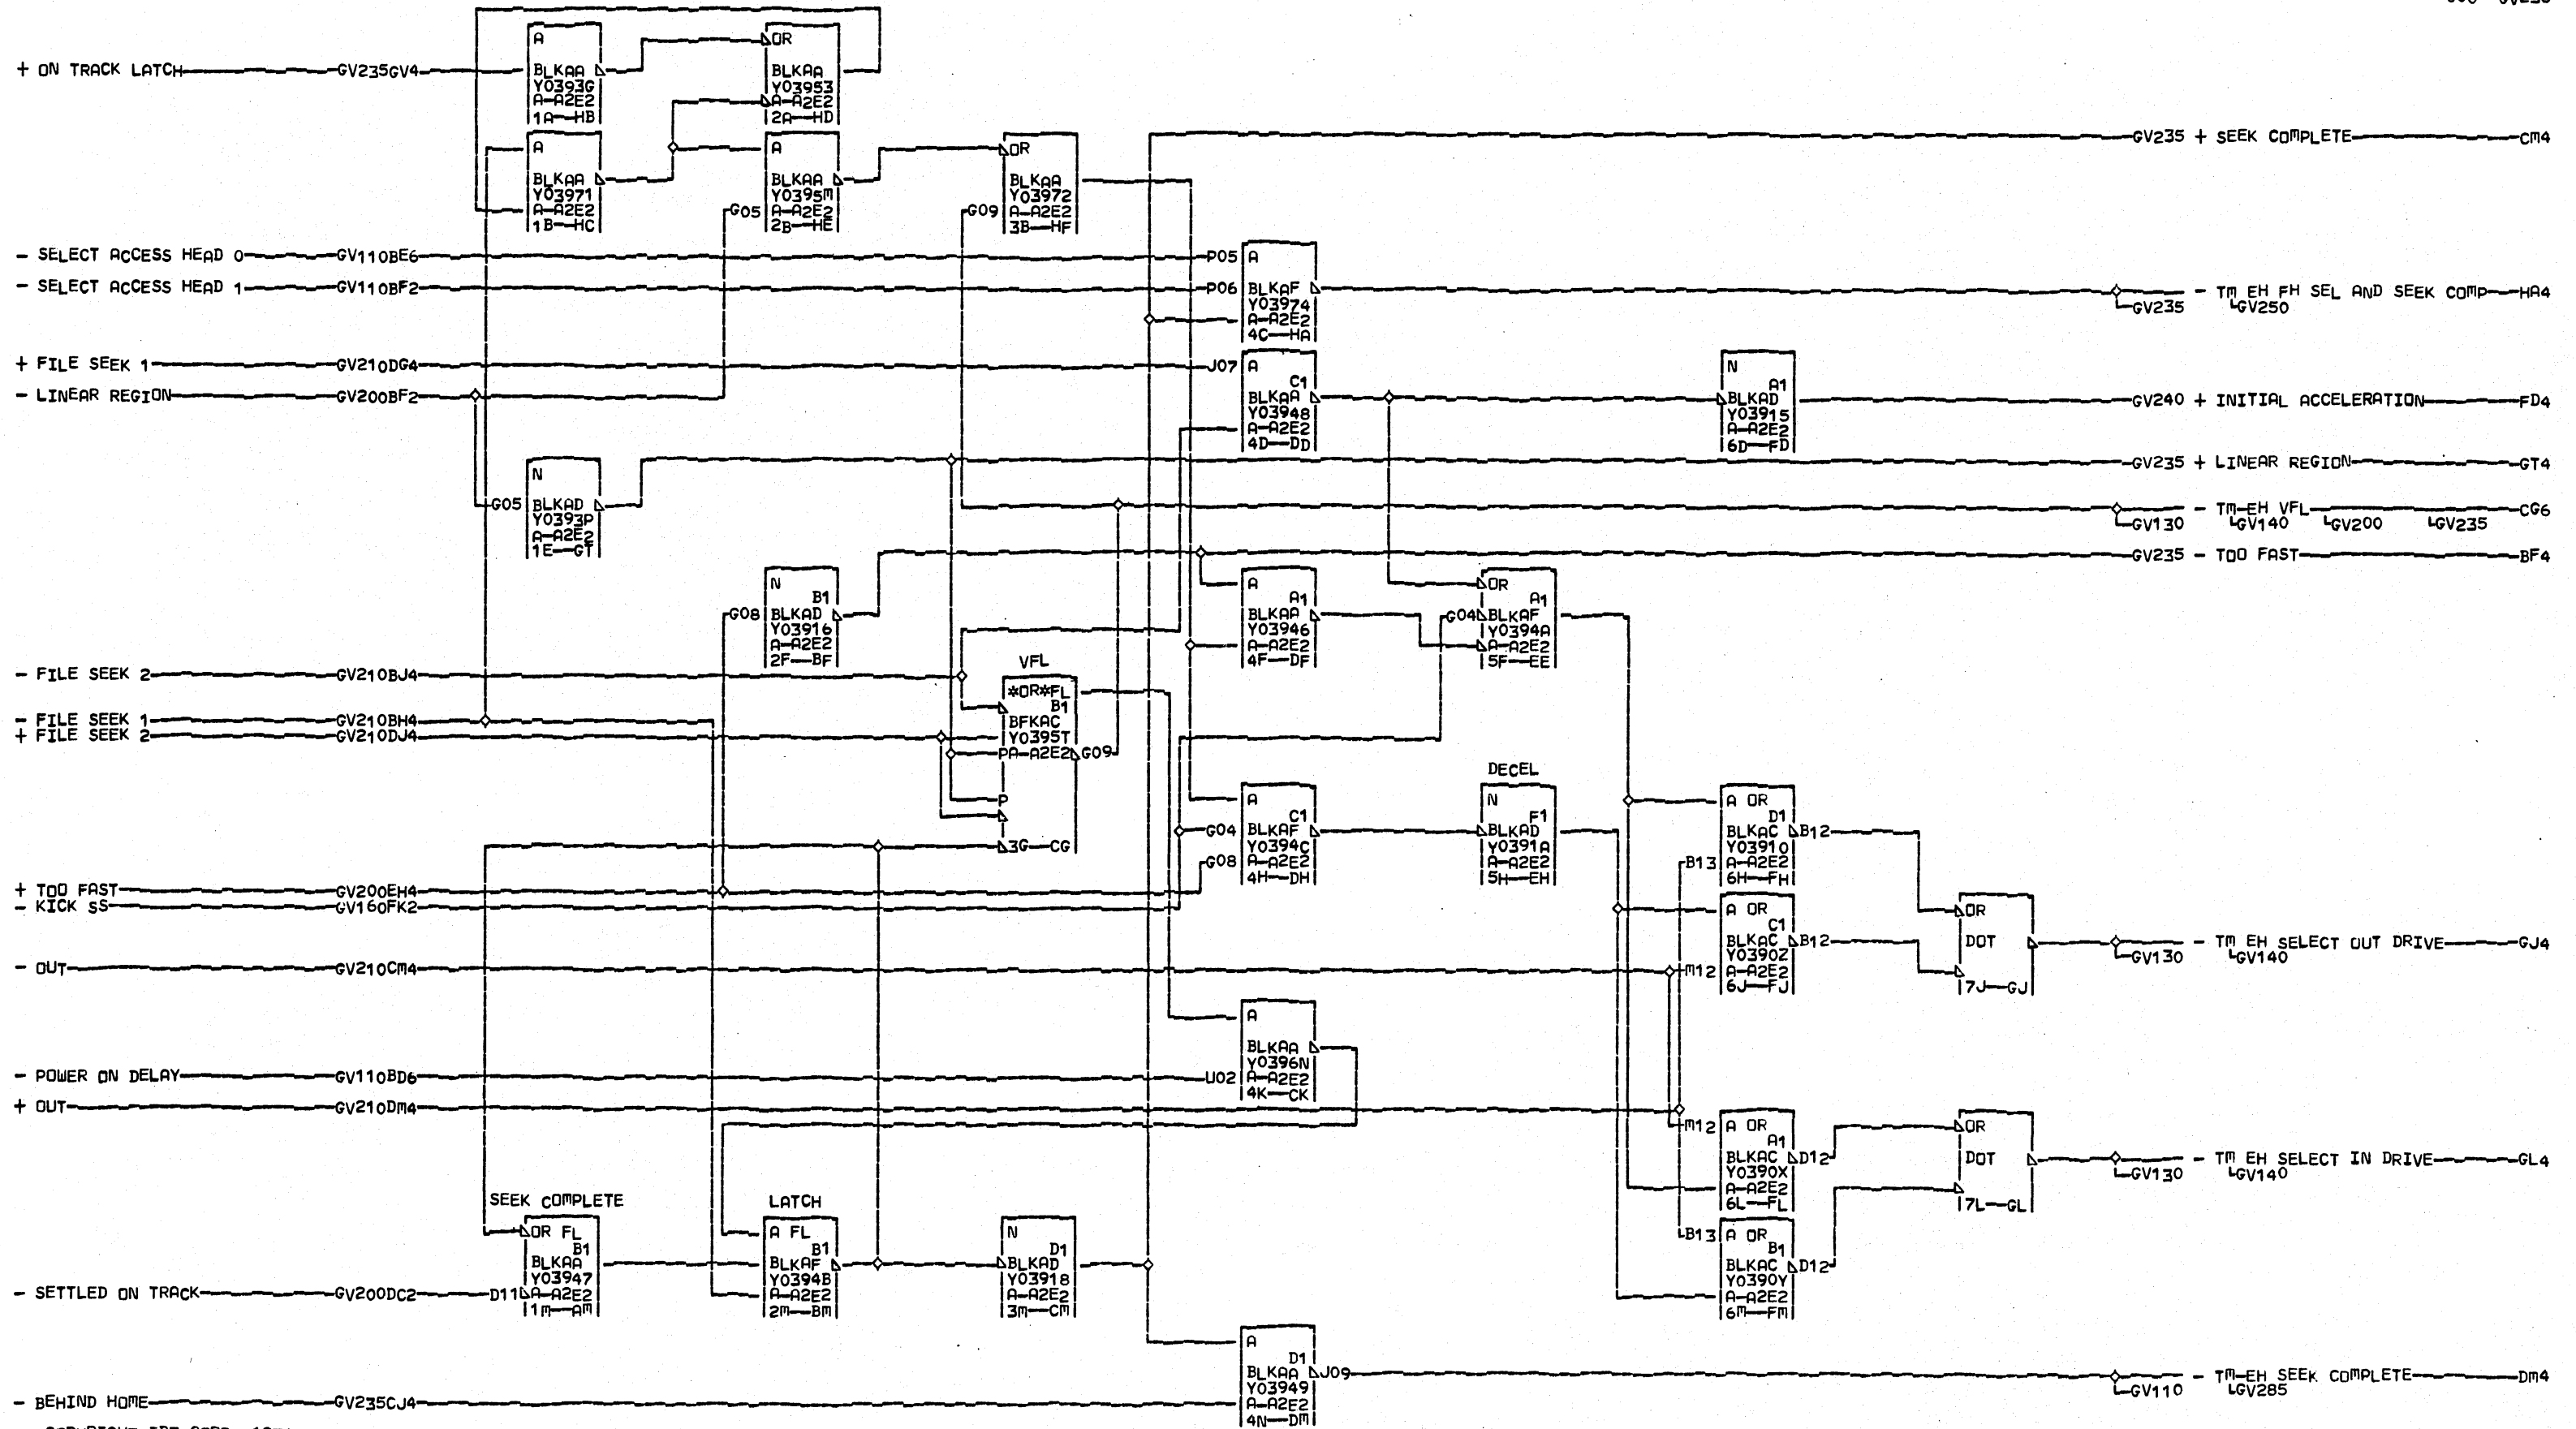 + ON TRACK LATCH GV235GV4
A
BLKAA
Y0393G
A-A2E2
1A HB
OR
BLKAA
Y03953
A-A2E2
2A HD
A
BLKAA
Y03971
A-A2E2
1B HC
A
BLKAA
Y0395M
G05 A-A2E2
2B HE
OR
BLKAA
Y03972
G09 A-A2E2
3B HF
GV235 + SEEK COMPLETE CM4
- SELECT ACCESS HEAD 0 GV110BE6
- SELECT ACCESS HEAD 1 GV110BF2
P05 A
P06 BLKAF
Y03974
A-A2E2
4C HA
- TM EH FH SEL AND SEEK COMP HA4
GV235 GV250
+ FILE SEEK 1 GV210DG4
- LINEAR REGION GV200BF2
J07 A
C1
BLKAA
Y03948
A-A2E2
4D DD
N
A1
BLKAD
Y03915
A-A2E2
6D FD
GV240 + INITIAL ACCELERATION FD4
N
G05 BLKAD
Y0393P
A-A2E2
1E GT
GV235 + LINEAR REGION GT4
- TM-EH VFL CG6
GV130 GV140 GV200 GV235
GV235 - TOO FAST BF4
N
B1
G08 BLKAD
Y03916
A-A2E2
2F BF
A
A1
BLKAA
Y03946
A-A2E2
4F DF
OR
A1
G04 BLKAF
Y0394A
A-A2E2
5F EE
- FILE SEEK 2 GV210BJ4
- FILE SEEK 1 GV210BH4
+ FILE SEEK 2 GV210DJ4
VFL
*OR*FL
B1
BFKAC
Y0395T
PA-A2E2 G09
P
3G CG
A
C1
G04 BLKAF
Y0394C
G08 A-A2E2
4H DH
DECEL
N
F1
BLKAD
Y0391A
A-A2E2
5H EH
A OR
D1
BLKAC B12
Y03910
B13 A-A2E2
6H FH
+ TOO FAST GV200EH4
- KICK SS GV160FK2
- OUT GV210CM4
A OR
C1
BLKAC B12
Y0390Z
M12 A-A2E2
6J FJ
OR
DOT
7J GJ
- TM EH SELECT OUT DRIVE GJ4
GV130 GV140
- POWER ON DELAY GV110BD6
+ OUT GV210DM4
A
BLKAA
Y0396N
U02 A-A2E2
4K CK
M12 A OR
A1
BLKAC D12
Y0390X
A-A2E2
6L FL
OR
DOT
7L GL
- TM EH SELECT IN DRIVE GL4
GV130 GV140
SEEK COMPLETE
OR FL
B1
BLKAA
Y03947
D11 A-A2E2
1M AM
- SETTLED ON TRACK GV200DC2
LATCH
A FL
B1
BLKAF
Y0394B
A-A2E2
2M BM
N
D1
BLKAD
Y03918
A-A2E2
3M CM
B13 A OR
B1
BLKAC D12
Y0390Y
A-A2E2
6M FM
A
D1
BLKAA J09
Y03949
A-A2E2
4N DM
- TM-EH SEEK COMPLETE DM4
GV110 GV285
- BEHIND HOME GV235CJ4